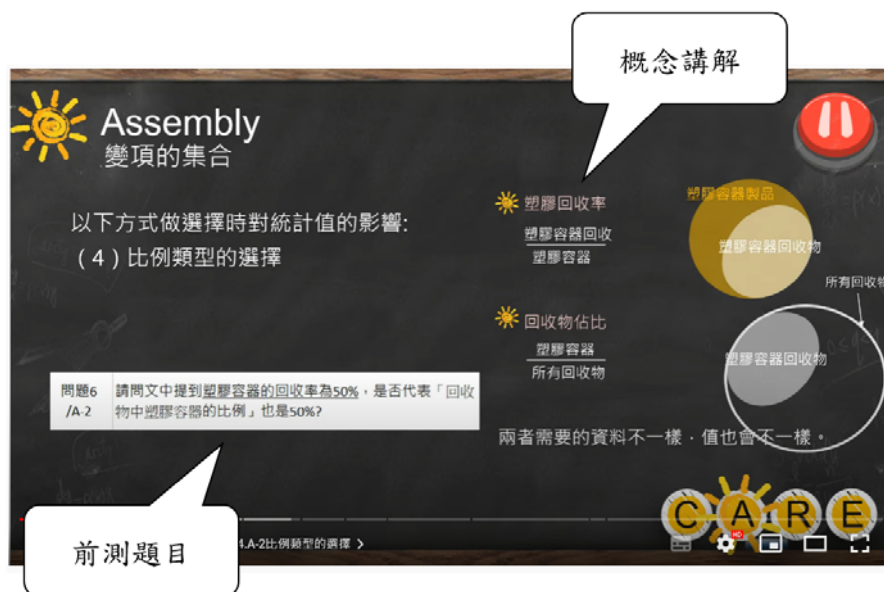 概念講解
Assembly
變項的集合
以下方式做選擇時對統計值的影響:
（4）比例類型的選擇
問題6
/A-2
請問文中提到塑膠容器的回收率為50%，是否代表「回收
物中塑膠容器的比例」也是50%?
塑膠回收率
塑膠容器回收
塑膠容器
回收物佔比
塑膠容器
所有回收物
塑膠容器製品
塑膠容器回收物
所有回收物
塑膠容器回收物
兩者需要的資料不一樣，值也會不一樣。
CARE
HD
4.A-2比例類型的選擇 >
前測題目